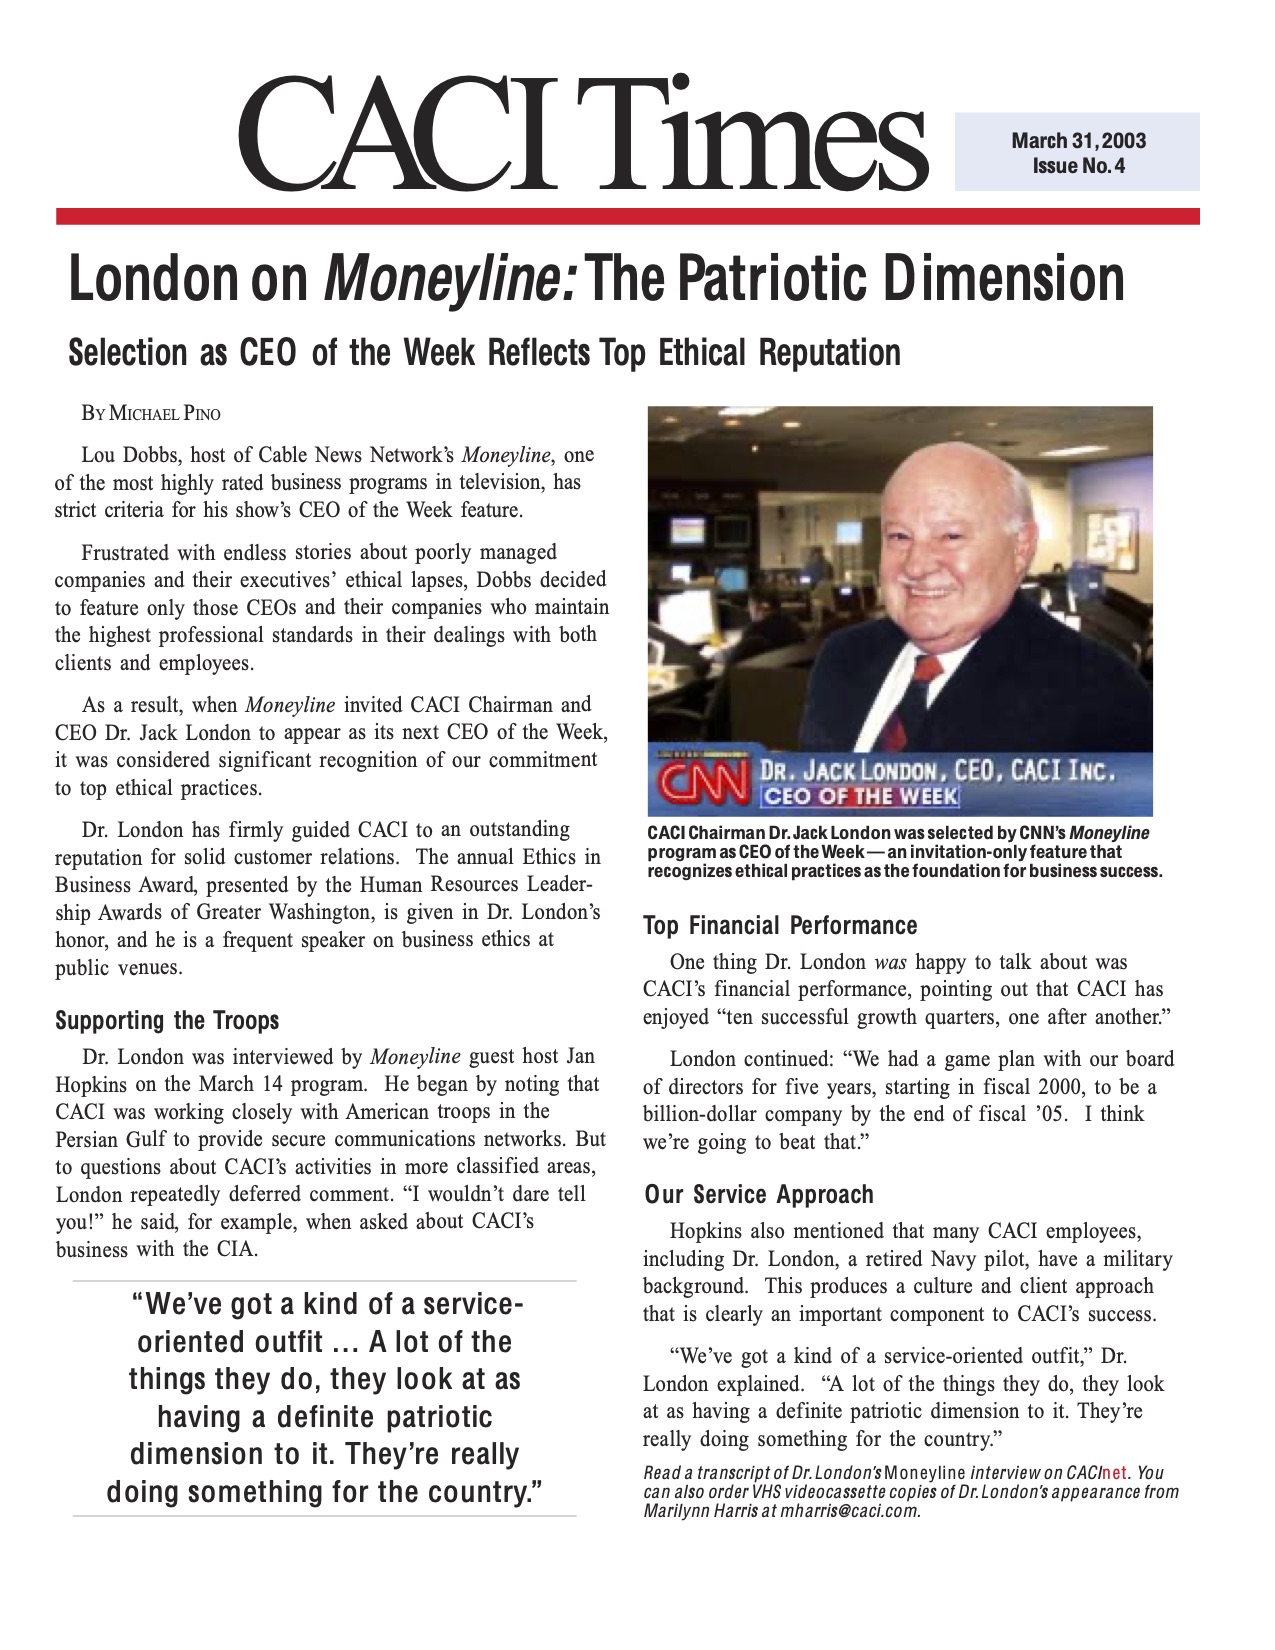 CACI Times
March 31, 2003
Issue No. 4
London on Moneyline: The Patriotic Dimension
Selection as CEO of the Week Reflects Top Ethical Reputation
BY MICHAEL PINO
Lou Dobbs, host of Cable News Network's Moneyline, one
of the most highly rated business programs in television, has
strict criteria for his show's CEO of the Week feature.
Frustrated with endless stories about poorly managed
companies and their executives' ethical lapses, Dobbs decided
to feature only those CEOs and their companies who maintain
the highest professional standards in their dealings with both
clients and employees.
As a result, when Moneyline invited CACI Chairman and
CEO Dr. Jack London to appear as its next CEO of the Week,
it was considered significant recognition of our commitment
to top ethical practices.
Dr. London has firmly guided CACI to an outstanding
reputation for solid customer relations.  The annual Ethics in
Business Award, presented by the Human Resources Leader-
ship Awards of Greater Washington, is given in Dr. London's
honor, and he is a frequent speaker on business ethics at
public venues.
Supporting the Troops
Dr. London was interviewed by Moneyline guest host Jan
Hopkins on the March 14 program.  He began by noting that
CACI was working closely with American troops in the
Persian Gulf to provide secure communications networks. But
to questions about CACI's activities in more classified areas,
London repeatedly deferred comment. “I wouldn't dare tell
you!” he said, for example, when asked about CACI's
business with the CIA.
“We've got a kind of a service-
oriented outfit … A lot of the
things they do, they look at as
having a definite patriotic
dimension to it. They're really
doing something for the country.”
CNN
DR. JACK LONDON, CEO, CACI INC.
CEO OF THE WEEK
CACI Chairman Dr. Jack London was selected by CNN's Moneyline
program as CEO of the Week — an invitation-only feature that
recognizes ethical practices as the foundation for business success.
Top Financial Performance
One thing Dr. London was happy to talk about was
CACI's financial performance, pointing out that CACI has
enjoyed “ten successful growth quarters, one after another.”
London continued: “We had a game plan with our board
of directors for five years, starting in fiscal 2000, to be a
billion-dollar company by the end of fiscal '05.  I think
we're going to beat that.”
Our Service Approach
Hopkins also mentioned that many CACI employees,
including Dr. London, a retired Navy pilot, have a military
background.  This produces a culture and client approach
that is clearly an important component to CACI's success.
“We've got a kind of a service-oriented outfit,” Dr.
London explained.  “A lot of the things they do, they look
at as having a definite patriotic dimension to it. They're
really doing something for the country.”
Read a transcript of Dr. London's Moneyline interview on CACInet. You
can also order VHS videocassette copies of Dr. London's appearance from
Marilynn Harris at mharris@caci.com.